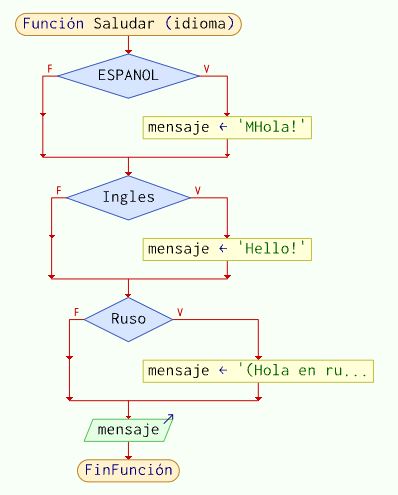 Función Saludar (idioma)
F
ESPANOL
V
mensaje ← 'MHola!'
F
Ingles
V
mensaje ← 'Hello!'
F
Ruso
V
mensaje ← '(Hola en ru...
mensaje
FinFunción